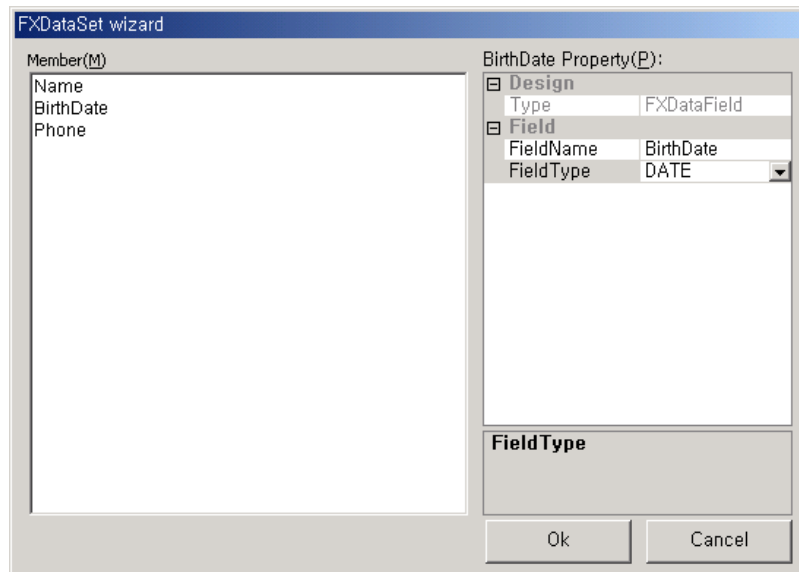 FXDataSet wizard
Member(M)
Name
BirthDate
Phone
BirthDate Property(P):
Design
Type FXDataField
Field
FieldName BirthDate
FieldType DATE
FieldType
Ok Cancel